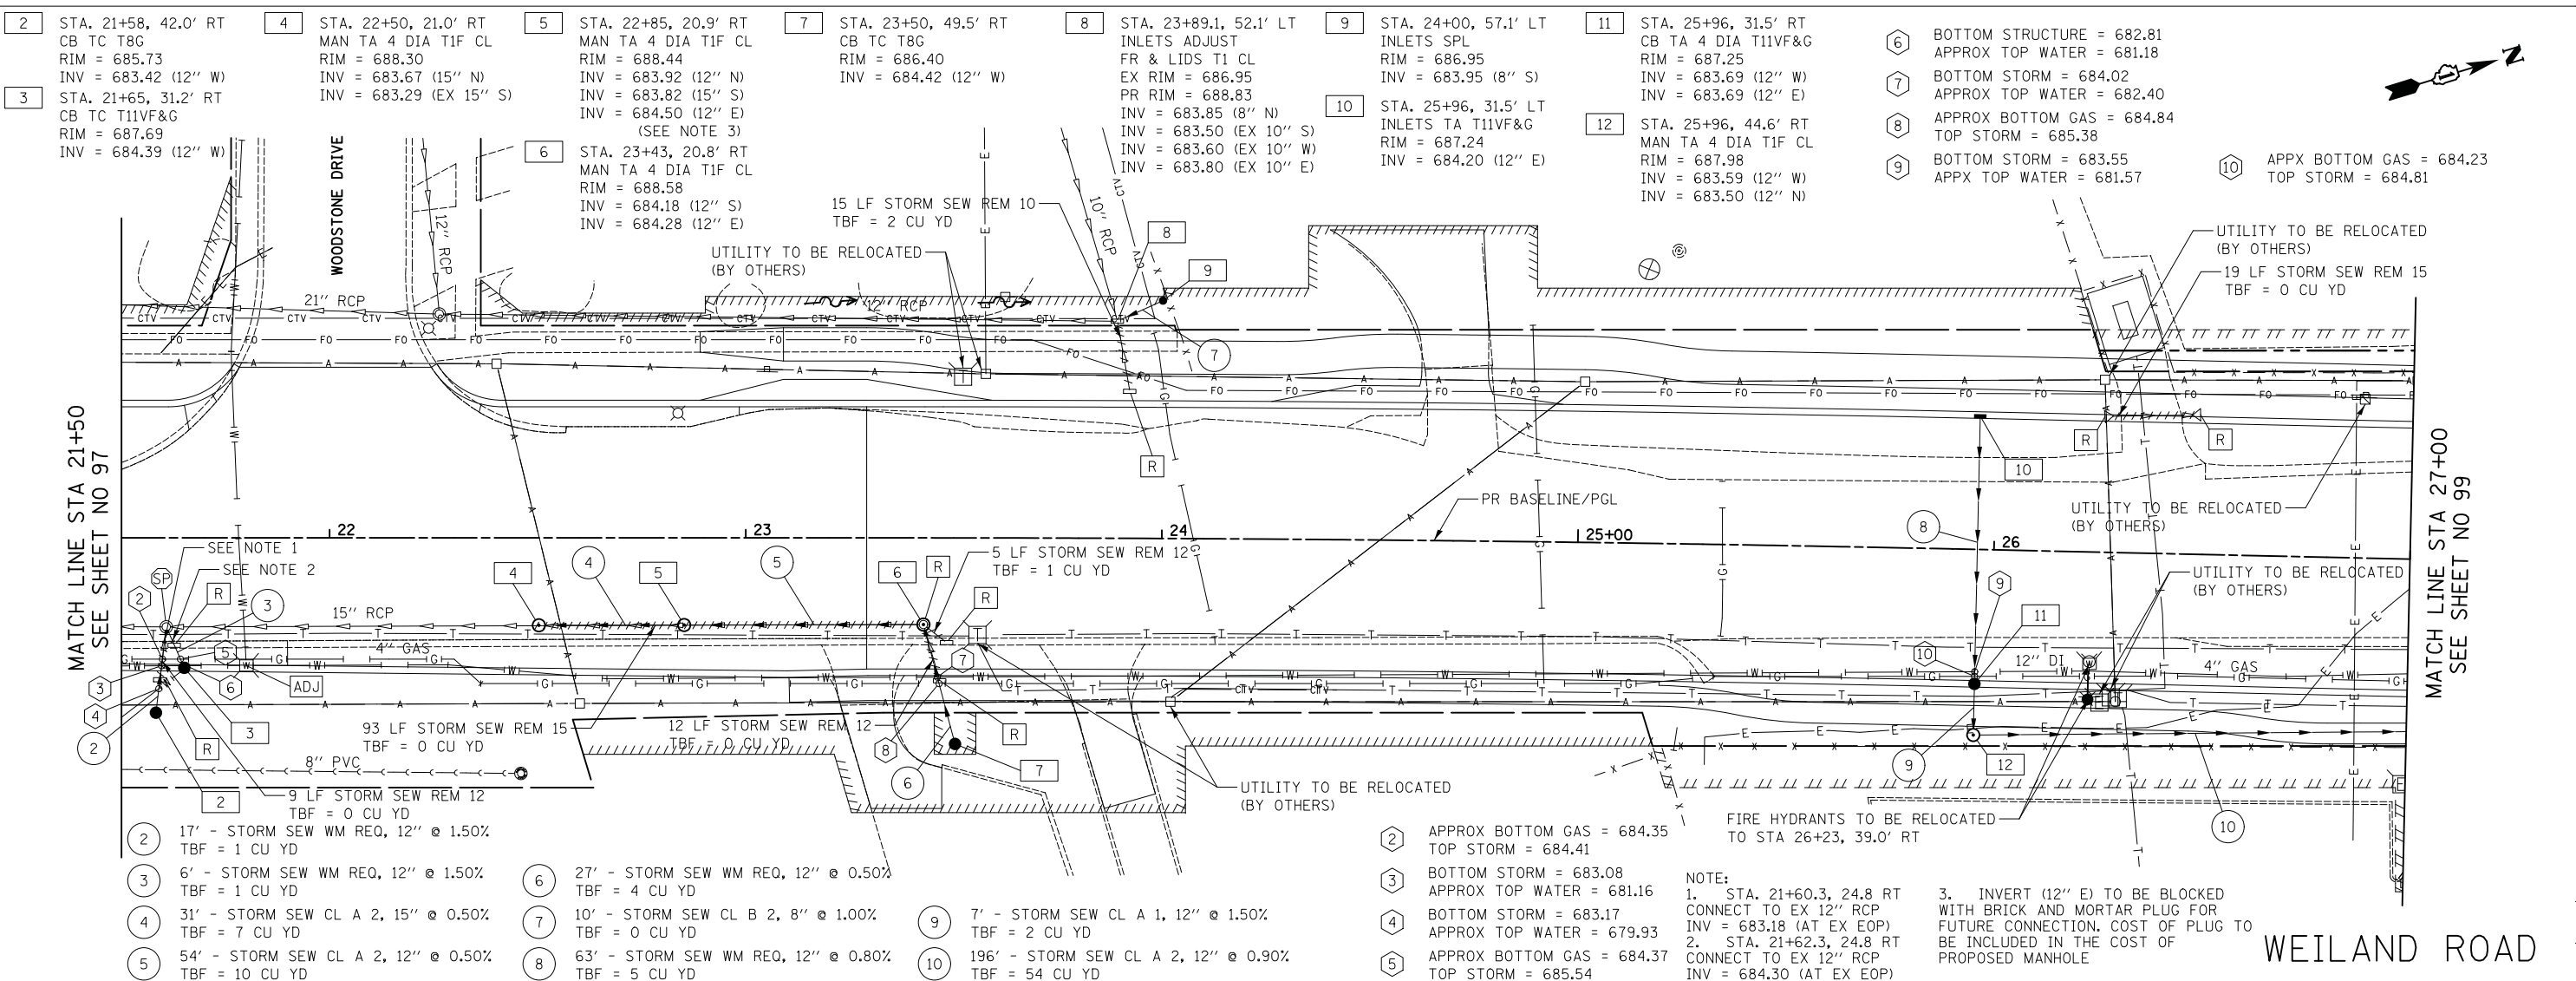 2
STA. 21+58, 42.0' RT
CB TC T8G
RIM = 685.73
INV = 683.42 (12'' W)
3
STA. 21+65, 31.2' RT
CB TC T11VF&G
RIM = 687.69
INV = 684.39 (12'' W)
4
STA. 22+50, 21.0' RT
MAN TA 4 DIA T1F CL
RIM = 688.30
INV = 683.67 (15'' N)
INV = 683.29 (EX 15'' S)
5
STA. 22+85, 20.9' RT
MAN TA 4 DIA T1F CL
RIM = 688.44
INV = 683.92 (12'' N)
INV = 683.82 (15'' S)
INV = 684.50 (12'' E)
(SEE NOTE 3)
6
STA. 23+43, 20.8' RT
MAN TA 4 DIA T1F CL
RIM = 688.58
INV = 684.18 (12'' S)
INV = 684.28 (12'' E)
7
STA. 23+50, 49.5' RT
CB TC T8G
RIM = 686.40
INV = 684.42 (12'' W)
8
STA. 23+89.1, 52.1' LT
INLETS ADJUST
FR & LIDS T1 CL
EX RIM = 686.95
PR RIM = 688.83
INV = 683.85 (8'' N)
INV = 683.50 (EX 10'' S)
INV = 683.60 (EX 10'' W)
INV = 683.80 (EX 10'' E)
9
STA. 24+00, 57.1' LT
INLETS SPL
RIM = 686.95
INV = 683.95 (8'' S)
10
STA. 25+96, 31.5' LT
INLETS TA T11VF&G
RIM = 687.24
INV = 684.20 (12'' E)
11
STA. 25+96, 31.5' RT
CB TA 4 DIA T11VF&G
RIM = 687.25
INV = 683.69 (12'' W)
INV = 683.69 (12'' E)
12
STA. 25+96, 44.6' RT
MAN TA 4 DIA T1F CL
RIM = 687.98
INV = 683.59 (12'' W)
INV = 683.50 (12'' N)
6
BOTTOM STRUCTURE = 682.81
APPROX TOP WATER = 681.18
7
BOTTOM STORM = 684.02
APPROX TOP WATER = 682.40
8
APPROX BOTTOM GAS = 684.84
TOP STORM = 685.38
9
BOTTOM STORM = 683.55
APPX TOP WATER = 681.57
10
APPX BOTTOM GAS = 684.23
TOP STORM = 684.81
N
WOODSTONE DRIVE
12'' RCP
21'' RCP
12'' RCP
10'' RCP
15 LF STORM SEW REM 10
TBF = 2 CU YD
UTILITY TO BE RELOCATED
(BY OTHERS)
8
9
7
R
UTILITY TO BE RELOCATED
(BY OTHERS)
19 LF STORM SEW REM 15
TBF = 0 CU YD
R
R
10
UTILITY TO BE RELOCATED
(BY OTHERS)
MATCH LINE STA 21+50
SEE SHEET NO 97
MATCH LINE STA 27+00
SEE SHEET NO 99
PR BASELINE/PGL
22
23
24
25+00
26
SEE NOTE 1
SEE NOTE 2
SP
2
R
3
15'' RCP
4
4
5
5
6
R
5 LF STORM SEW REM 12
TBF = 1 CU YD
R
7
8
9
11
10
12'' DI
4'' GAS
UTILITY TO BE RELOCATED
(BY OTHERS)
4'' GAS
5
6
ADJ
3
4
2
3
R
2
93 LF STORM SEW REM 15
TBF = 0 CU YD
12 LF STORM SEW REM 12
TBF = 0 CU YD
8
6
7
R
8'' PVC
9 LF STORM SEW REM 12
TBF = 0 CU YD
UTILITY TO BE RELOCATED
(BY OTHERS)
9
12
10
FIRE HYDRANTS TO BE RELOCATED
TO STA 26+23, 39.0' RT
2
17' - STORM SEW WM REQ, 12'' @ 1.50%
TBF = 1 CU YD
3
6' - STORM SEW WM REQ, 12'' @ 1.50%
TBF = 1 CU YD
4
31' - STORM SEW CL A 2, 15'' @ 0.50%
TBF = 7 CU YD
5
54' - STORM SEW CL A 2, 12'' @ 0.50%
TBF = 10 CU YD
6
27' - STORM SEW WM REQ, 12'' @ 0.50%
TBF = 4 CU YD
7
10' - STORM SEW CL B 2, 8'' @ 1.00%
TBF = 0 CU YD
8
63' - STORM SEW WM REQ, 12'' @ 0.80%
TBF = 5 CU YD
9
7' - STORM SEW CL A 1, 12'' @ 1.50%
TBF = 2 CU YD
10
196' - STORM SEW CL A 2, 12'' @ 0.90%
TBF = 54 CU YD
2
APPROX BOTTOM GAS = 684.35
TOP STORM = 684.41
3
BOTTOM STORM = 683.08
APPROX TOP WATER = 681.16
4
BOTTOM STORM = 683.17
APPROX TOP WATER = 679.93
5
APPROX BOTTOM GAS = 684.37
TOP STORM = 685.54
NOTE:
1. STA. 21+60.3, 24.8 RT
CONNECT TO EX 12'' RCP
INV = 683.18 (AT EX EOP)
2. STA. 21+62.3, 24.8 RT
CONNECT TO EX 12'' RCP
INV = 684.30 (AT EX EOP)
3. INVERT (12'' E) TO BE BLOCKED
WITH BRICK AND MORTAR PLUG FOR
FUTURE CONNECTION. COST OF PLUG TO
BE INCLUDED IN THE COST OF
PROPOSED MANHOLE
WEILAND ROAD